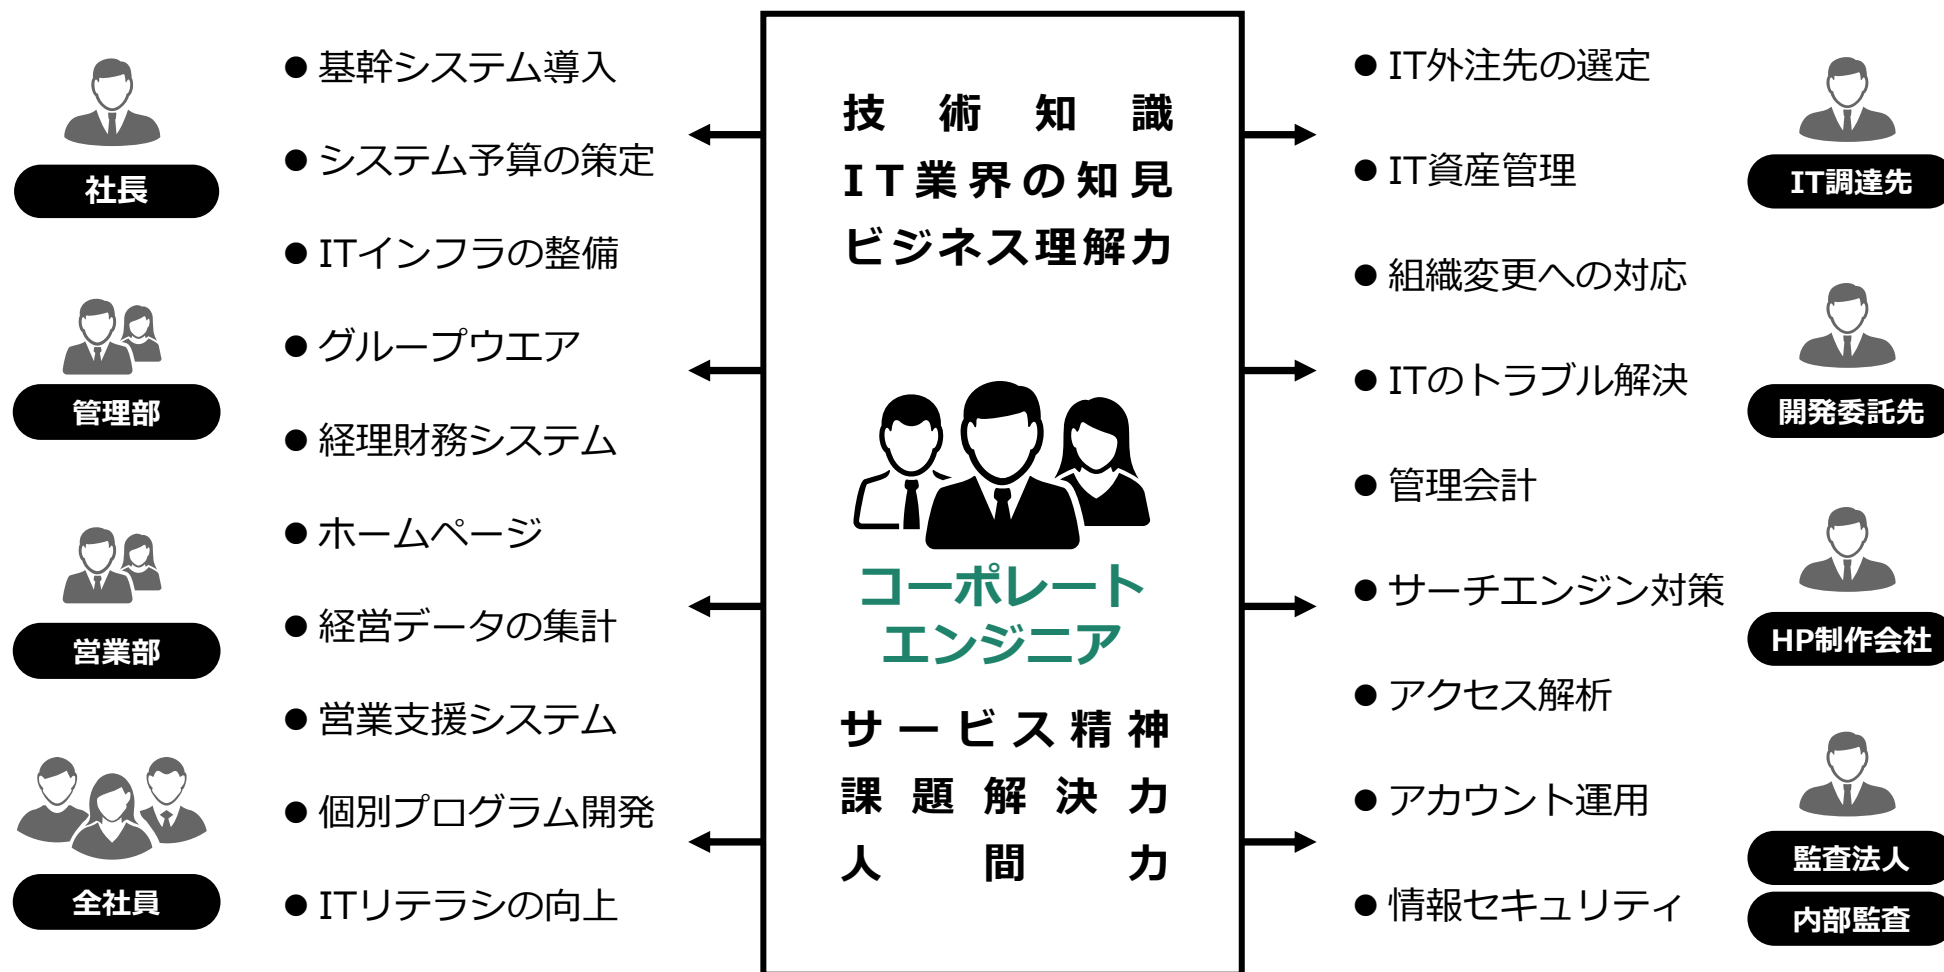 社長
管理部
営業部
全社員
● 基幹システム導入
● システム予算の策定
● ITインフラの整備
● グループウエア
● 経理財務システム
● ホームページ
● 経営データの集計
● 営業支援システム
● 個別プログラム開発
● ITリテラシの向上
技術知識
IT業界の知見
ビジネス理解力
コーポレート
エンジニア
サービス精神
課題解決力
人間力
● IT外注先の選定
● IT資産管理
● 組織変更への対応
● ITのトラブル解決
● 管理会計
● サーチエンジン対策
● アクセス解析
● アカウント運用
● 情報セキュリティ
IT調達先
開発委託先
HP制作会社
監査法人
内部監査